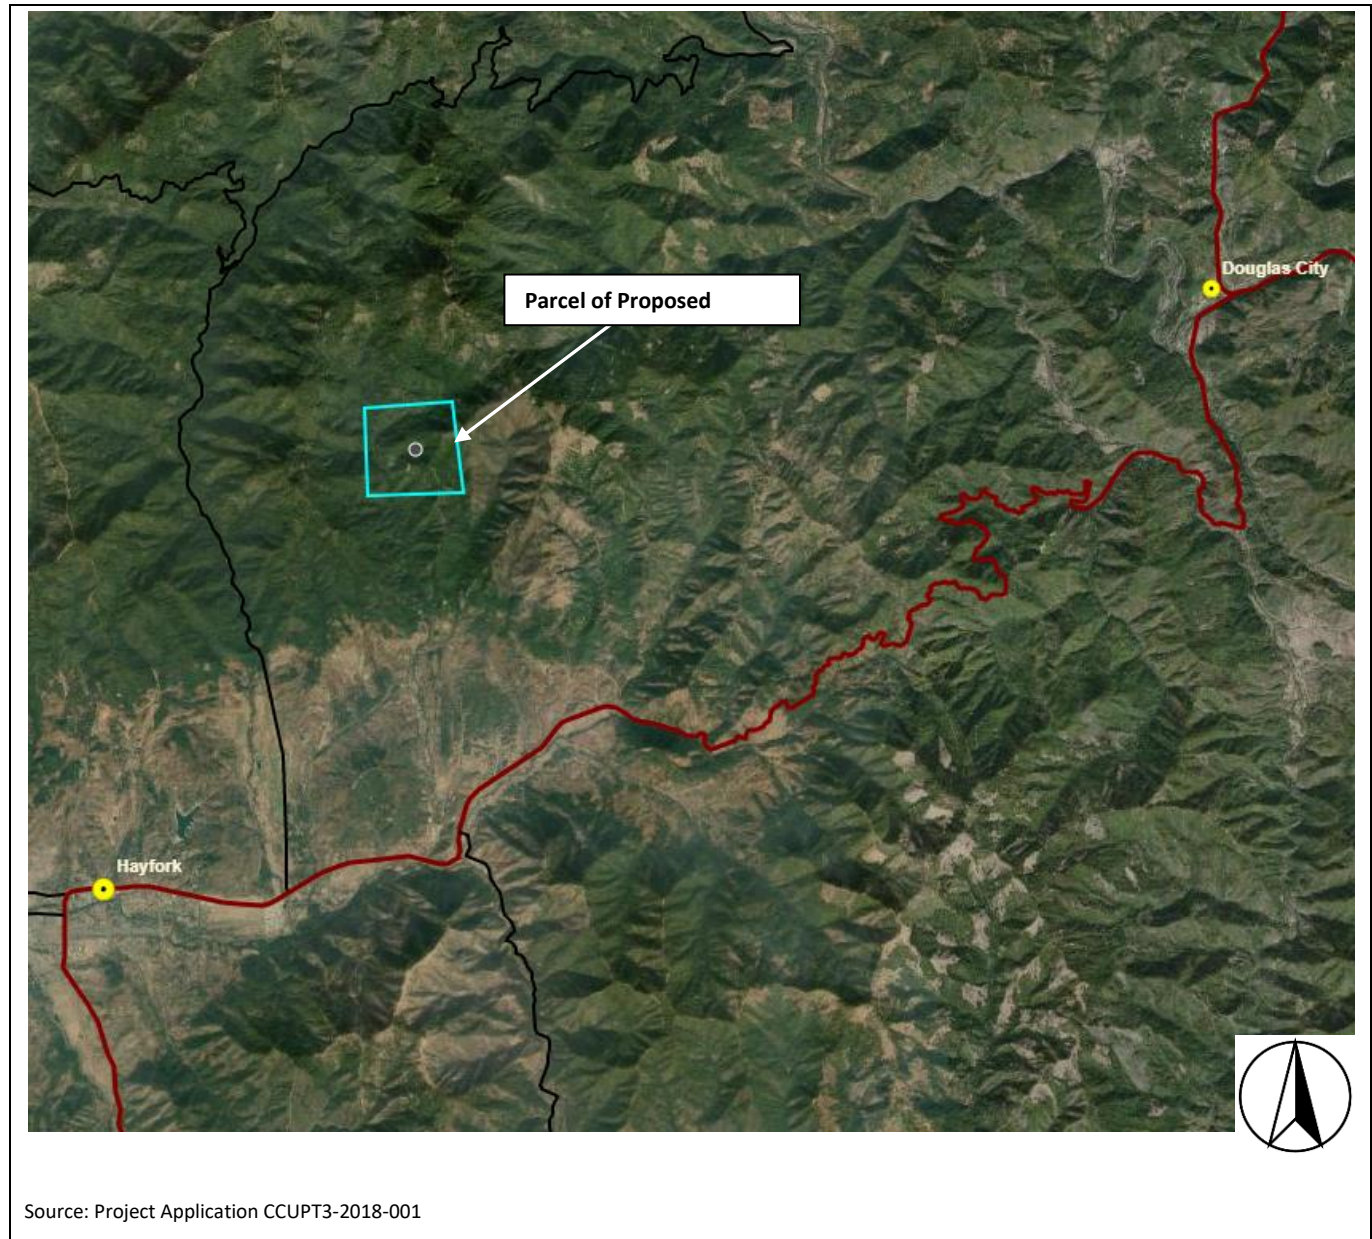 Douglas City
Parcel of Proposed
Hayfork
Source: Project Application CCUPT3-2018-001